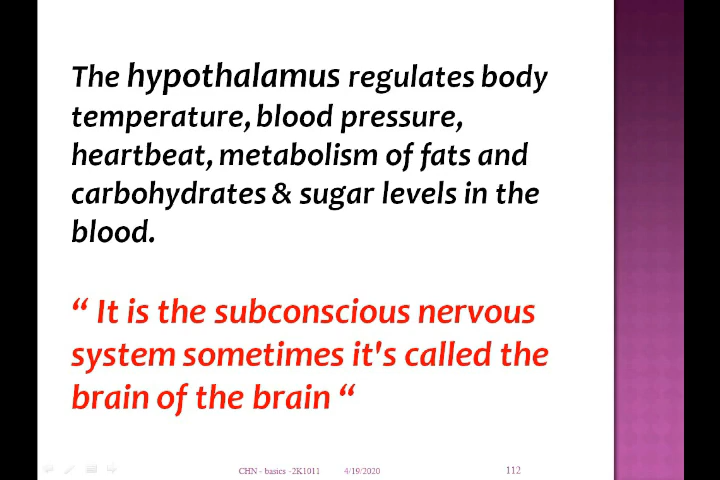 The hypothalamus regulates body
temperature, blood pressure,
heartbeat, metabolism of fats and
carbohydrates & sugar levels in the
blood.
“ It is the subconscious nervous
system sometimes it's called the
brain of the brain “
CHN - basics -2K1011 4/19/2020 112